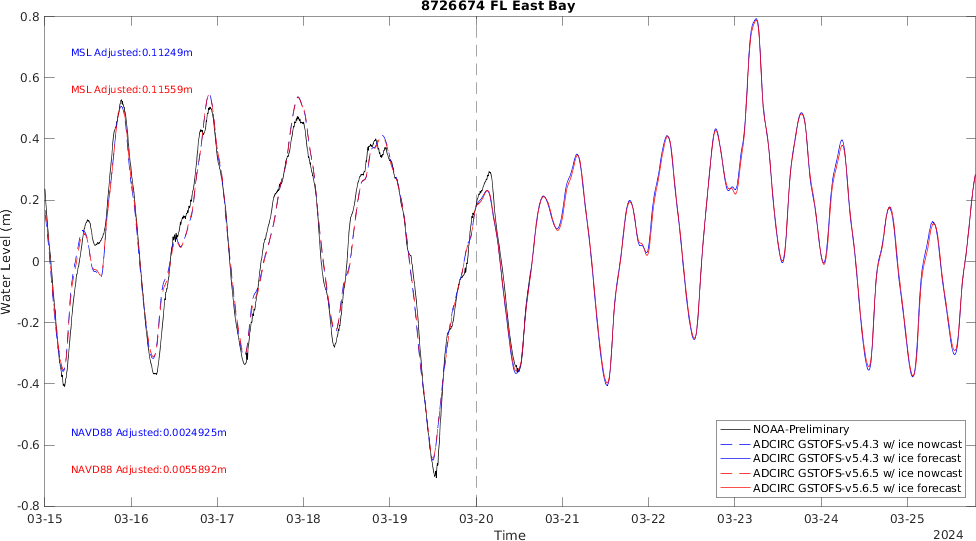 8726674 FL East Bay
0.8
0.6
0.4
0.2
0
-0.2
-0.4
-0.6
-0.8
Water Level (m)
MSL Adjusted:0.11249m
MSL Adjusted:0.11559m
NAVD88 Adjusted:0.0024925m
NAVD88 Adjusted:0.0055892m
NOAA-Preliminary
ADCIRC GSTOFS-v5.4.3 w/ ice nowcast
ADCIRC GSTOFS-v5.4.3 w/ ice forecast
ADCIRC GSTOFS-v5.6.5 w/ ice nowcast
ADCIRC GSTOFS-v5.6.5 w/ ice forecast
03-15 03-16 03-17 03-18 03-19 03-20 03-21 03-22 03-23 03-24 03-25
Time
2024